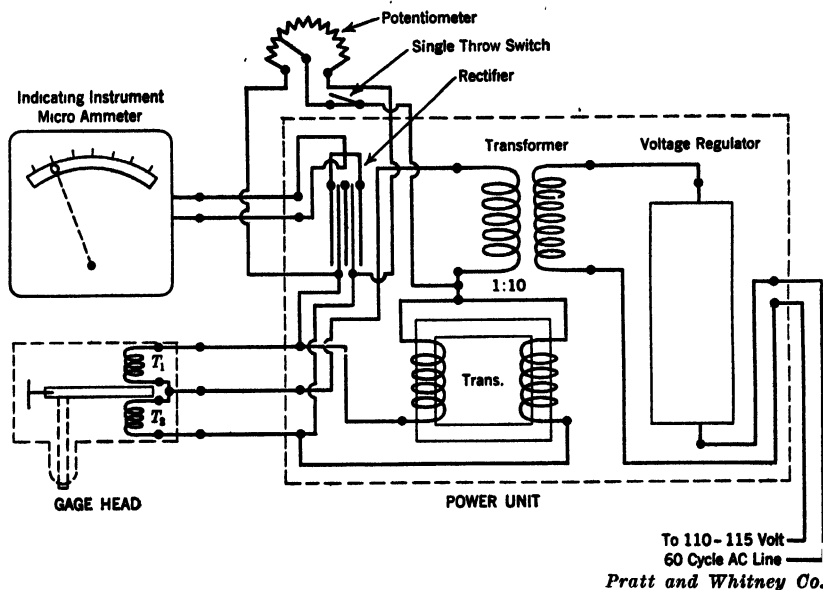 Potentiometer
Single Throw Switch
Rectifier
Indicating Instrument
Micro Ammeter
Transformer
Voltage Regulator
1:10
T1
Trans.
T2
GAGE HEAD
POWER UNIT
To 110-115 Volt
60 Cycle AC Line
Pratt and Whitney Co.